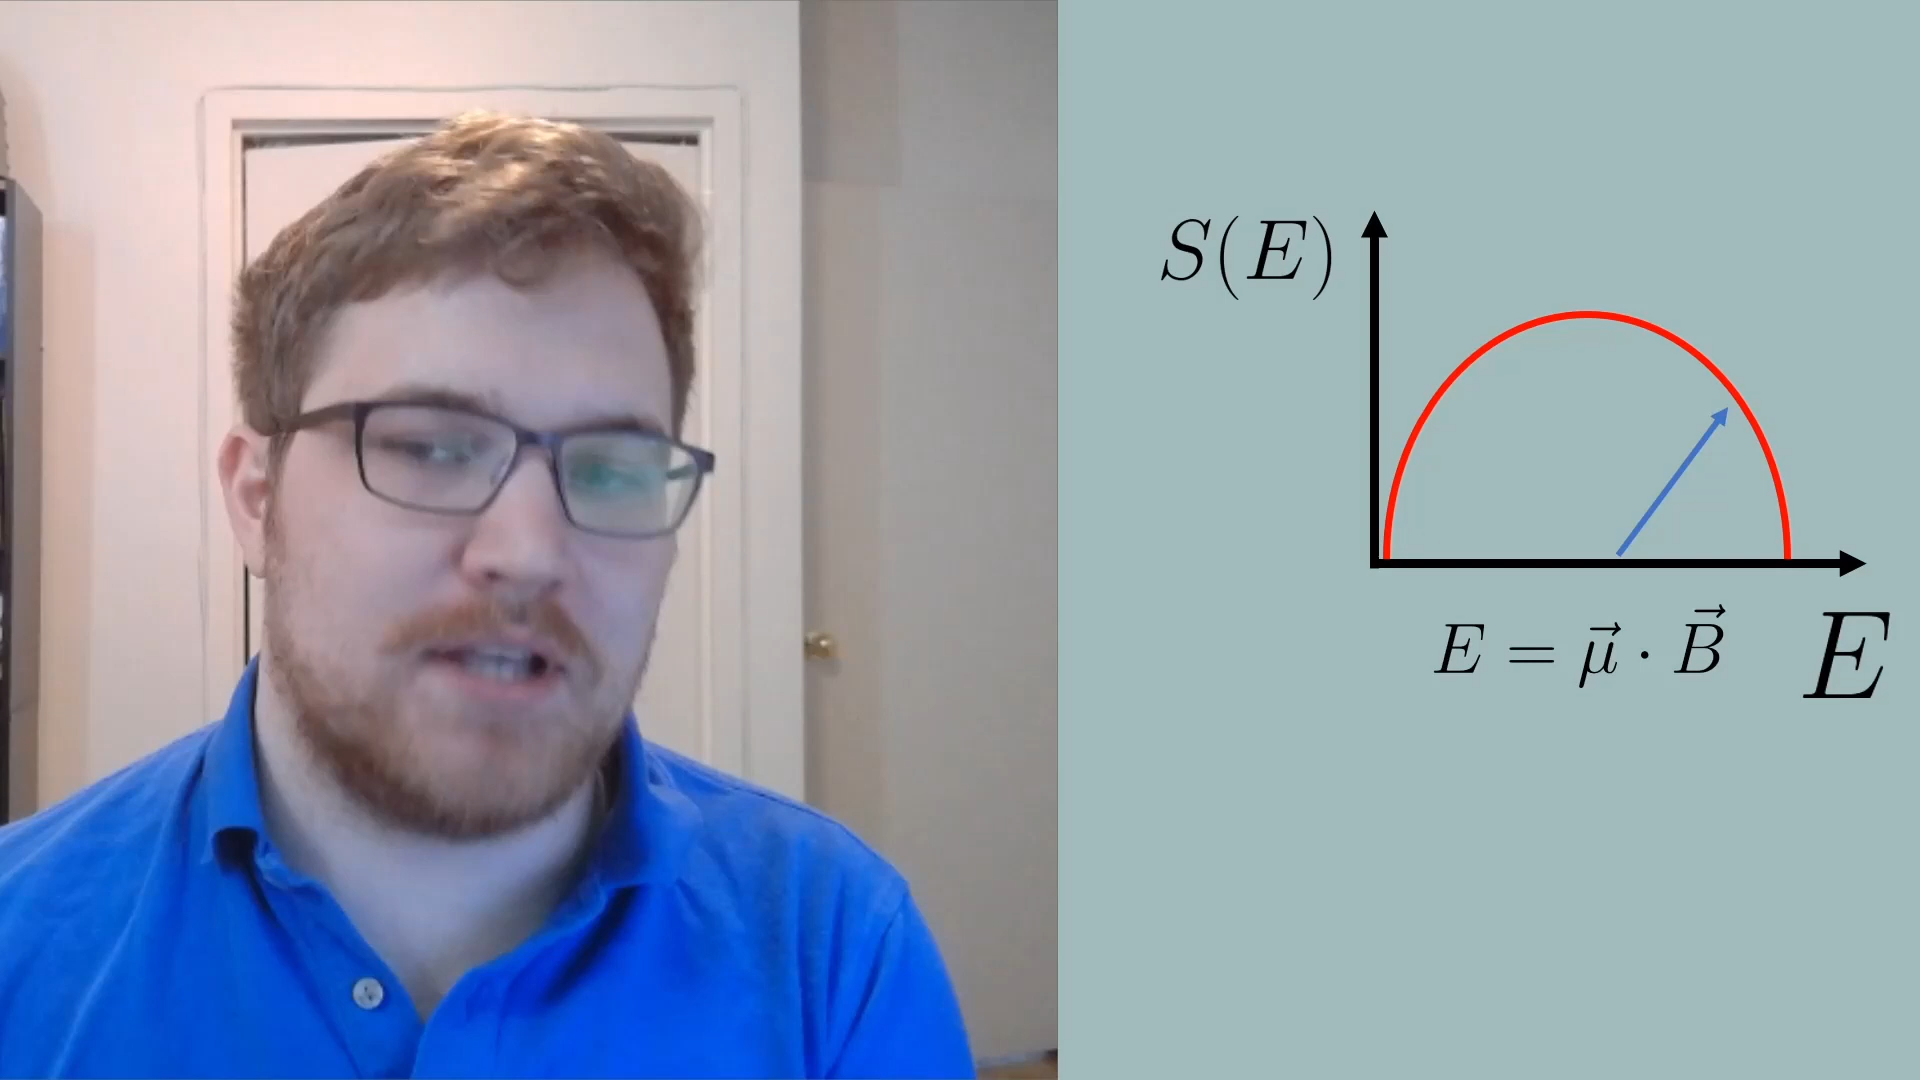 S(E)
E = \vec{\mu} \cdot \vec{B}
E